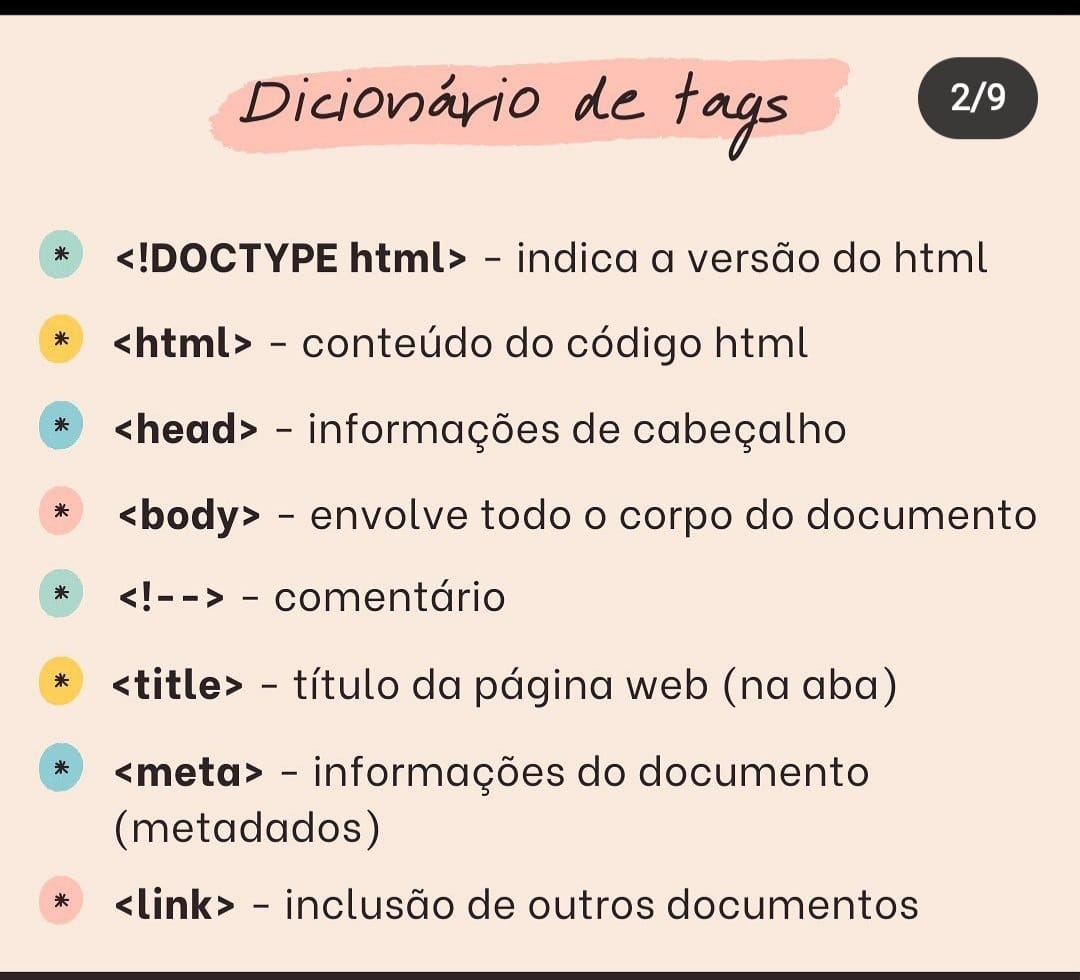 Dicionário de tags
2/9
* <!DOCTYPE html> - indica a versão do html
* <html> - conteúdo do código html
* <head> - informações de cabeçalho
* <body> - envolve todo o corpo do documento
* <!--> - comentário
* <title> - título da página web (na aba)
* <meta> - informações do documento
(metadados)
* <link> - inclusão de outros documentos